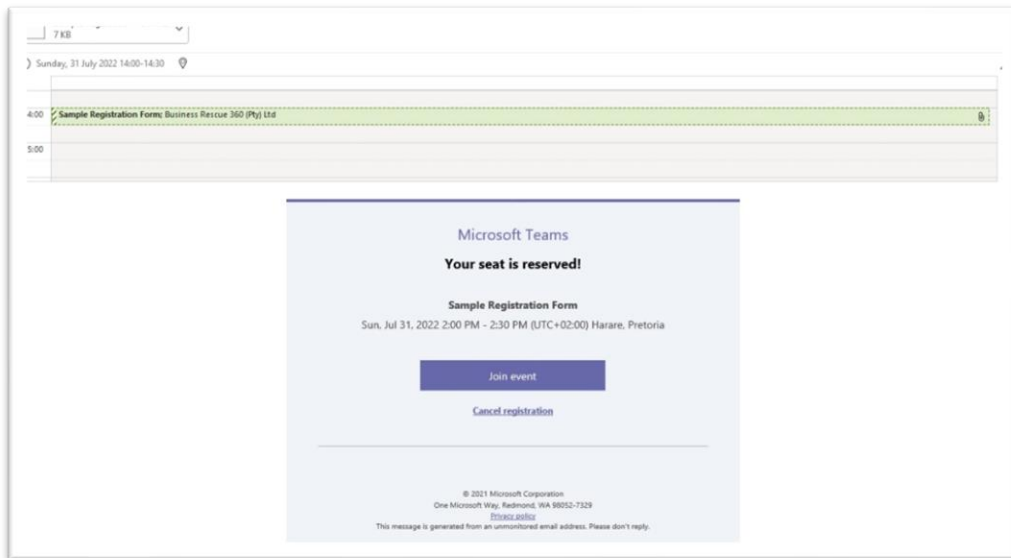 7 KB
Sunday, 31 July 2022 14:00-14:30
4:00 Sample Registration Form; Business Rescue 360 (Pty) Ltd
5:00
Microsoft Teams
Your seat is reserved!
Sample Registration Form
Sun, Jul 31, 2022 2:00 PM - 2:30 PM (UTC+02:00) Harare, Pretoria
Join event
Cancel registration
© 2021 Microsoft Corporation
One Microsoft Way, Redmond, WA 98052-7329
Privacy policy
This message is generated from an unmonitored email address. Please don't reply.